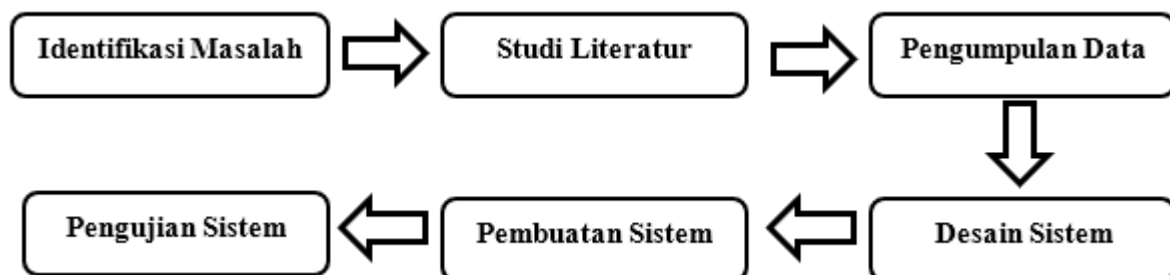 Identifikasi Masalah
Studi Literatur
Pengumpulan Data
Desain Sistem
Pembuatan Sistem
Pengujian Sistem